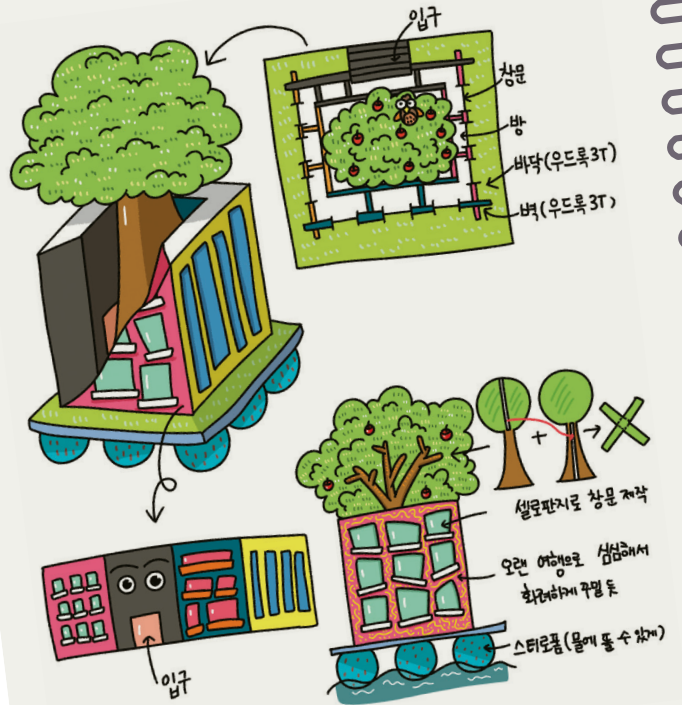 입구
창문
방
바닥(우드록3T)
벽(우드록3T)
+
셀로판지로 창문 제작
오랜 여행으로 심심해서
화려하게 꾸밀 듯
스티로폼(물에 뜰 수 있게)
입구